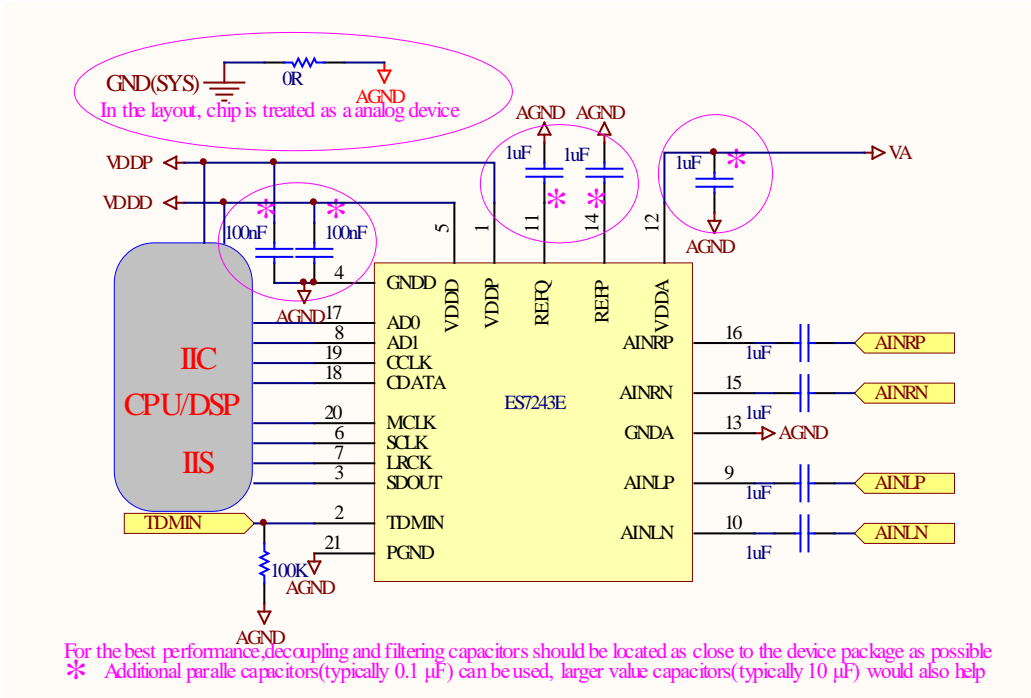 GND(SYS)
0R
AGND
In the layout, chip is treated as a analog device
AGND AGND
1uF 1uF 1uF
* * *
VDDP
VA
VDDD
* *
100nF 100nF
11 14 12
5 1
AGND
4 GNDD
VDDD VDDP REFQ REFP VDDA
AGND
17 AD0
8 AD1
19 CCLK
18 CDATA
20 MCLK
6 SCLK
7 LRCK
3 SDOUT
2 TDMIN
21 PGND
IIC
CPU/DSP
IIS
ES7243E
AINRP 16 1uF AINRP
AINRN 15 1uF AINRN
GNDA 13 AGND
AINLP 9 1uF AINLP
AINLN 10 1uF AINLN
TDMIN
100K
AGND
AGND
For the best performance,decoupling and filtering capacitors should be located as close to the device package as possible
* Additional paralle capacitors(typically 0.1 μF) can be used, larger value capacitors(typically 10 μF) would also help